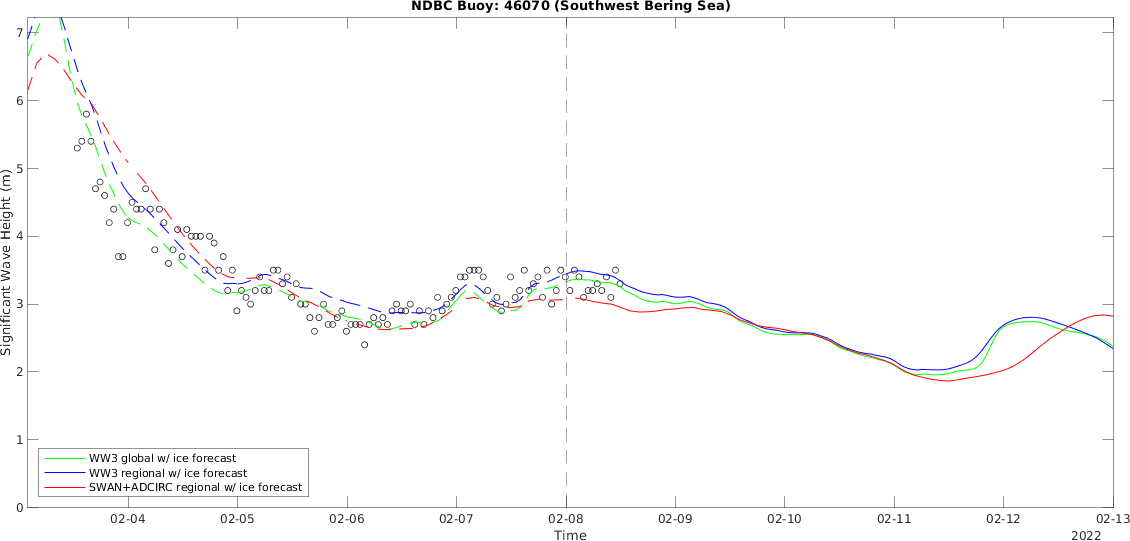 NDBC Buoy: 46070 (Southwest Bering Sea)
Significant Wave Height (m)
7
6
5
4
3
2
1
0
WW3 global w/ ice forecast
WW3 regional w/ ice forecast
SWAN+ADCIRC regional w/ ice forecast
02-04 02-05 02-06 02-07 02-08 02-09 02-10 02-11 02-12 02-13
Time
2022